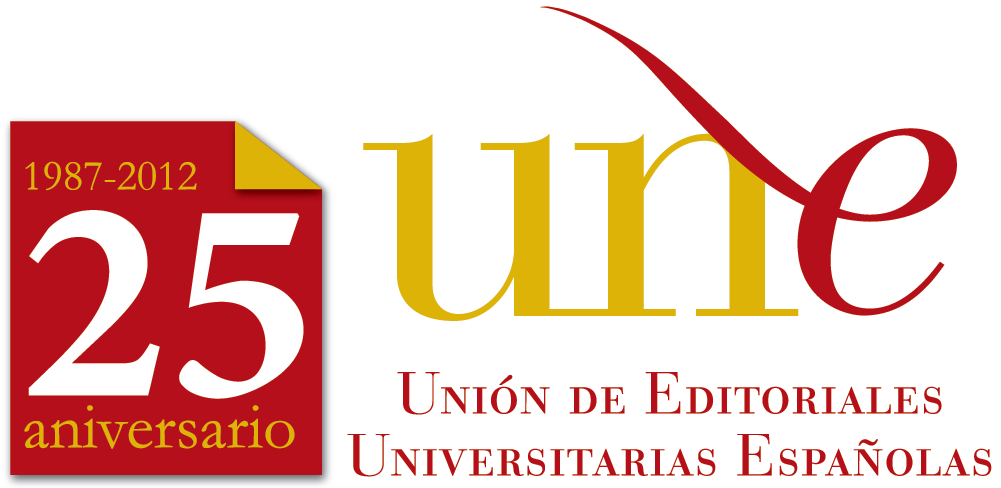 1987-2012
25
aniversario
une
Unión de Editoriales
Universitarias Españolas